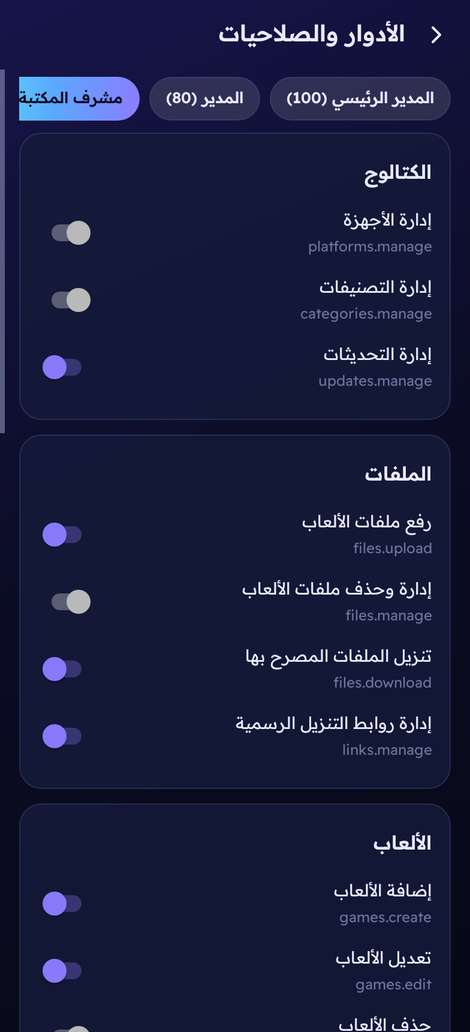 الأدوار والصلاحيات
المدير الرئيسي (100)
المدير (80)
مشرف المكتبة
الكتالوج
إدارة الأجهزة
platforms.manage
إدارة التصنيفات
categories.manage
إدارة التحديثات
updates.manage
الملفات
رفع ملفات الألعاب
files.upload
إدارة وحذف ملفات الألعاب
files.manage
تنزيل الملفات المصرح بها
files.download
إدارة روابط التنزيل الرسمية
links.manage
الألعاب
إضافة الألعاب
games.create
تعديل الألعاب
games.edit
حذف الألعاب